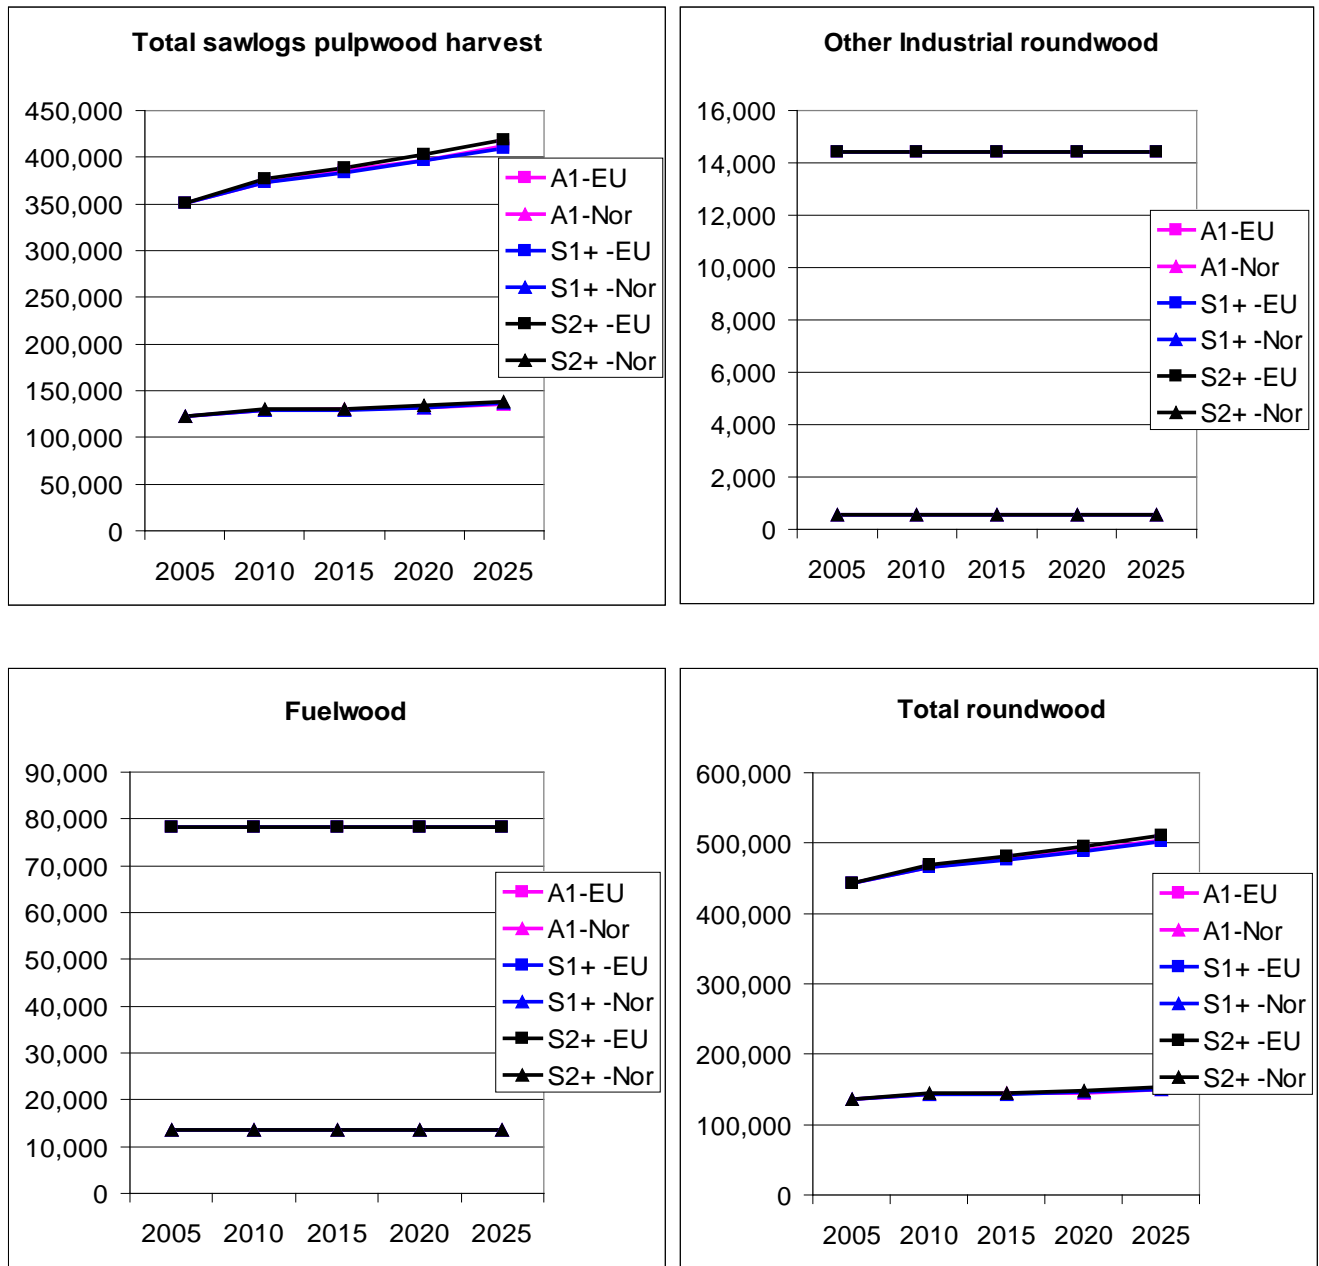 Total sawlogs pulpwood harvest
450,000
400,000
350,000
300,000
250,000
200,000
150,000
100,000
50,000
0
2005 2010 2015 2020 2025
A1-EU
A1-Nor
S1+ -EU
S1+ -Nor
S2+ -EU
S2+ -Nor
Other Industrial roundwood
16,000
14,000
12,000
10,000
8,000
6,000
4,000
2,000
0
2005 2010 2015 2020 2025
A1-EU
A1-Nor
S1+ -EU
S1+ -Nor
S2+ -EU
S2+ -Nor
Fuelwood
90,000
80,000
70,000
60,000
50,000
40,000
30,000
20,000
10,000
0
2005 2010 2015 2020 2025
A1-EU
A1-Nor
S1+ -EU
S1+ -Nor
S2+ -EU
S2+ -Nor
Total roundwood
600,000
500,000
400,000
300,000
200,000
100,000
0
2005 2010 2015 2020 2025
A1-EU
A1-Nor
S1+ -EU
S1+ -Nor
S2+ -EU
S2+ -Nor